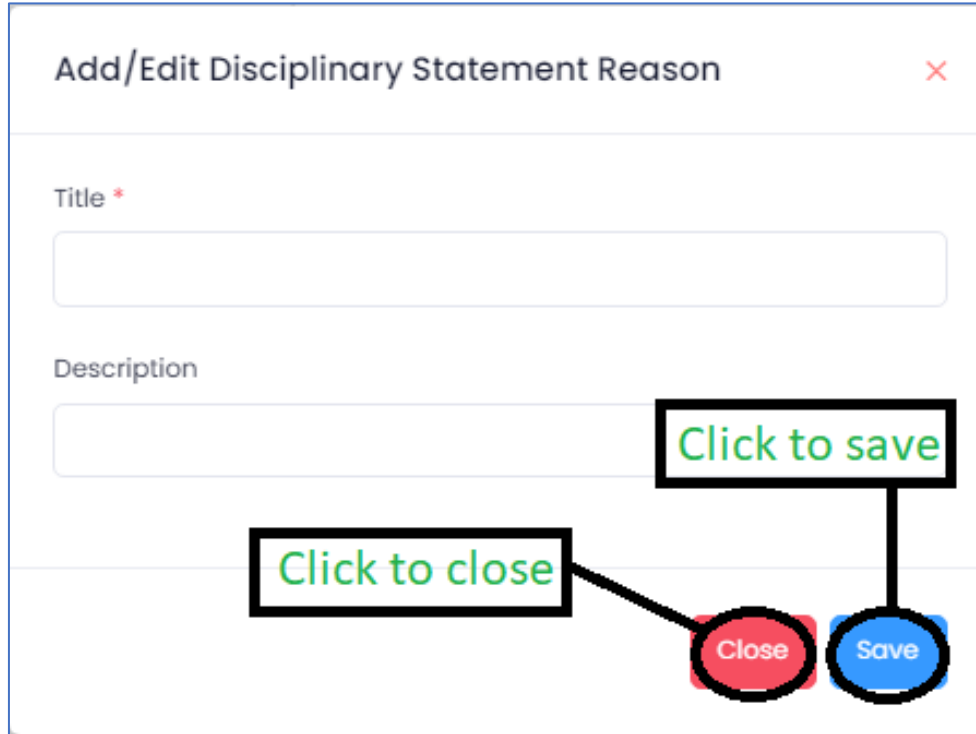 Add/Edit Disciplinary Statement Reason
Title *
Description
Click to save
Click to close
Close
Save